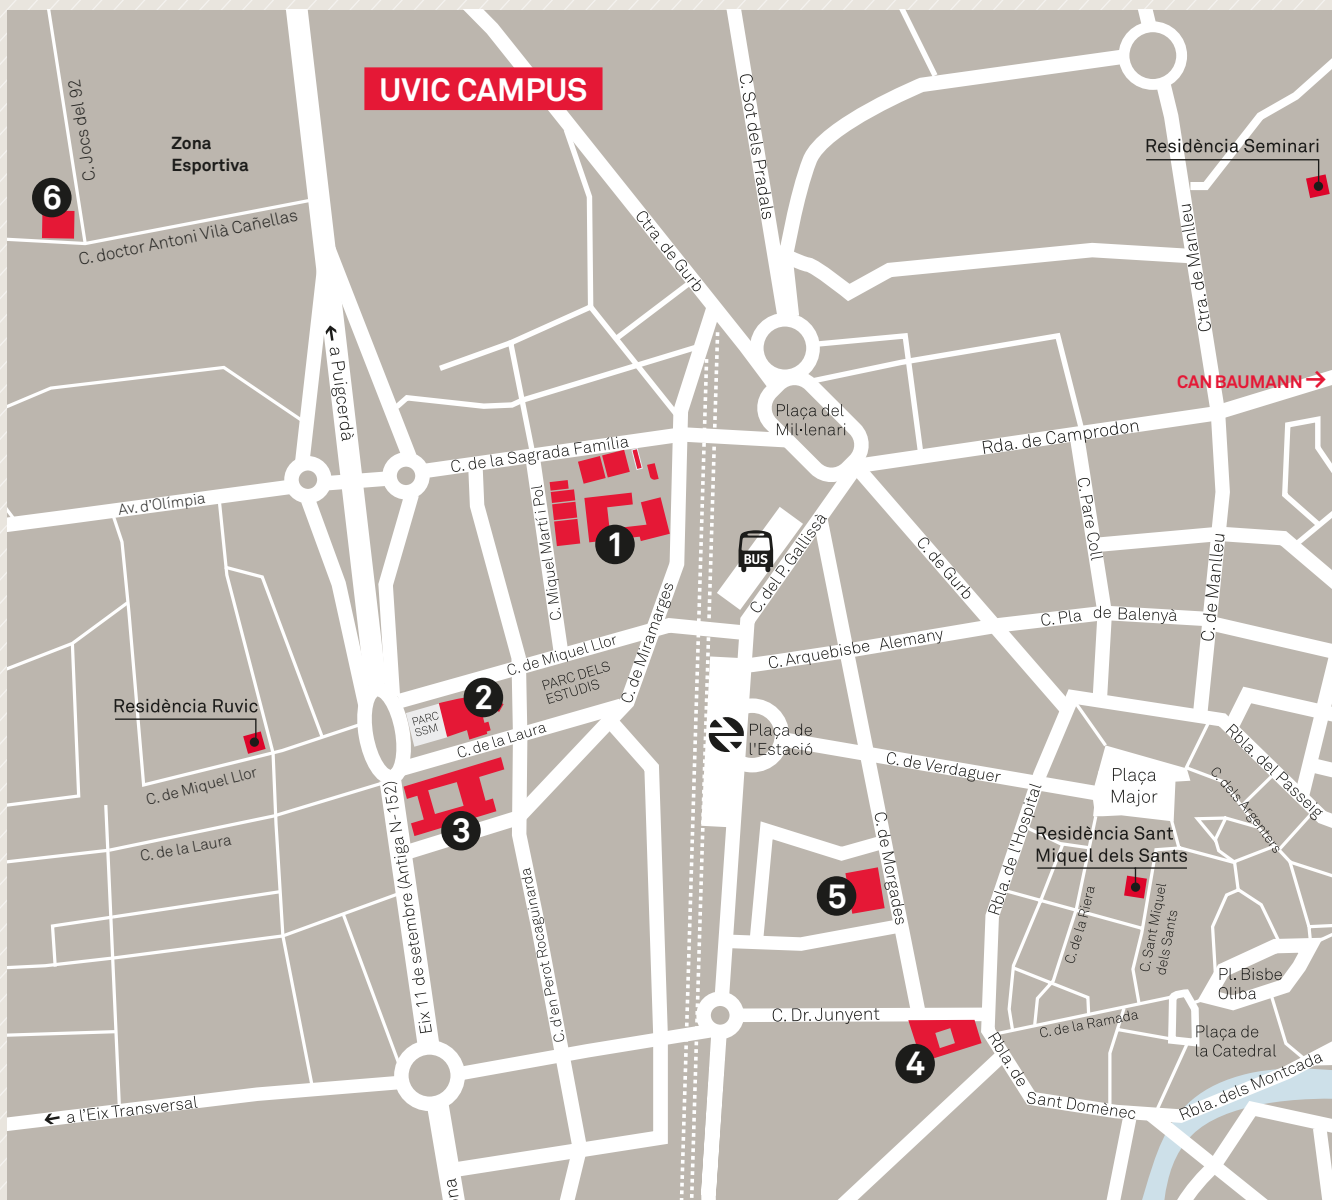 UVIC CAMPUS
C. Jocs del 92
Zona
Esportiva
6
C. doctor Antoni Vilà Cañellas
C. Sot dels Pradals
Residència Seminari
Ctra. de Gurb
Ctra. de Manlleu
a Puigcerdà
CAN BAUMANN
Plaça del
Mil·lenari
Rda. de Camprodon
C. de la Sagrada Família
Av. d'Olímpia
C. Miquel Martí i Pol
1
BUS
C. del P. Gallissà
C. de Gurb
C. Pare Coll
C. de Manlleu
C. de Miramarges
C. Pla de Balenyà
C. Arquebisbe Alemany
C. de Miquel Llor
PARC DELS
ESTUDIS
2
PARC
SSM
C. de la Laura
Residència Ruvic
C. de Miquel Llor
C. de la Laura
Plaça de
l'Estació
C. de Verdaguer
Plaça
Major
Rbla. del Passeig
C. dels Argenters
3
Eix 11 de setembre (Antiga N-152)
C. d'en Perot Rocaguinarda
C. de Morgades
5
Rbla. de l'Hospital
Residència Sant
Miquel dels Sants
C. de la Riera
C. Sant Miquel
dels Sants
Pl. Bisbe
Oliba
C. Dr. Junyent
C. de la Ramada
Plaça de
la Catedral
4
Rbla. de
Sant Domènec
Rbla. dels Montcada
a l'Eix Transversal
ona